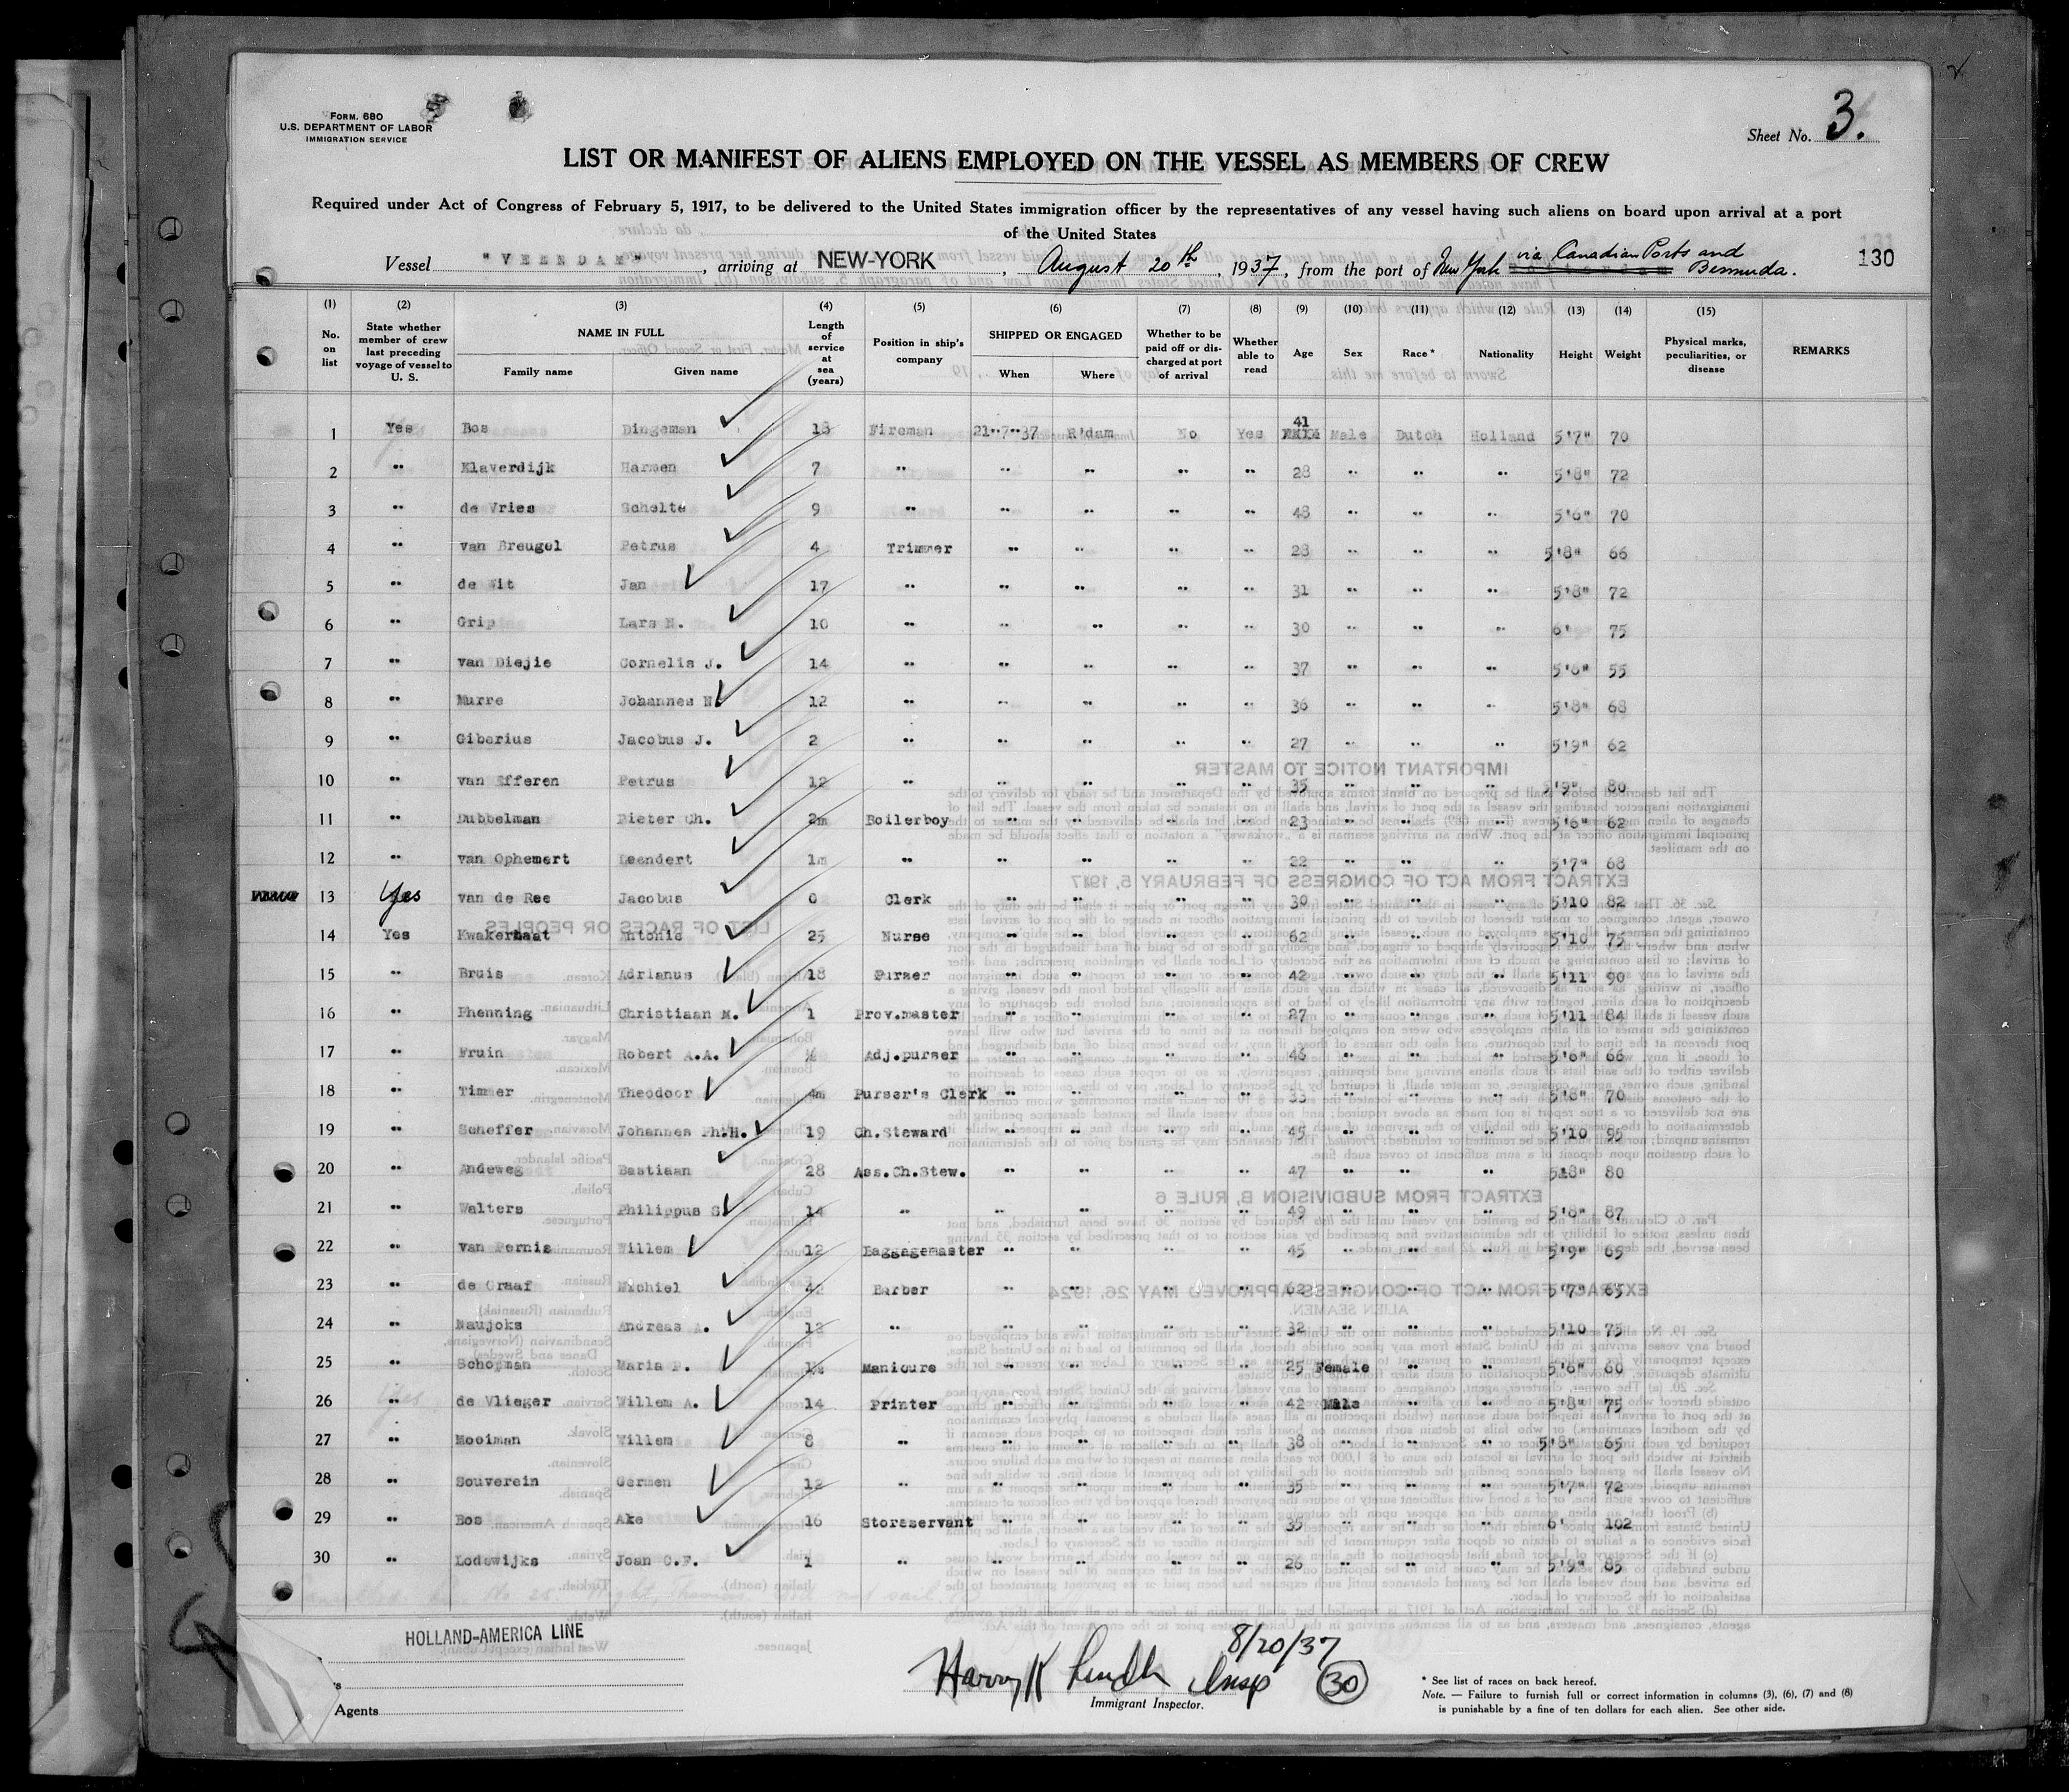 FORM. 680
U.S. DEPARTMENT OF LABOR
IMMIGRATION SERVICE
Sheet No. 3.
LIST OR MANIFEST OF ALIENS EMPLOYED ON THE VESSEL AS MEMBERS OF CREW
Required under Act of Congress of February 5, 1917, to be delivered to the United States immigration officer by the representatives of any vessel having such aliens on board upon arrival at a port
of the United States
Vessel "VEENDAM", arriving at NEW-YORK, August 20th, 1937, from the port of New York via Canadian Ports and Bermuda. 130
(1) (2) (3) (4) (5) (6) (7) (8) (9) (10) (11) (12) (13) (14) (15)
No. on list State whether member of crew last preceding voyage of vessel to U. S. NAME IN FULL Family name Given name Length of service at sea (years) Position in ship's company SHIPPED OR ENGAGED When Where Whether to be paid off or discharged at port of arrival Whether able to read Age Sex Race* Nationality Height Weight Physical marks, peculiarities, or disease REMARKS
1 Yes Bos Dingeman 18 Fireman 21-7-37 R'dam No Yes 41 Male Dutch Holland 5'7" 70
2 " Klaverdijk Harmen 7 " " " " " 28 " " " 5'8" 72
3 " de Vries Scholte 9 " " " " " 48 " " " 5'6" 70
4 " van Breugel Petrus 4 Trimmer " " " " 28 " " " 5'8" 66
5 " de Wit Jan 17 " " " " " 31 " " " 5'8" 72
6 " Grip Lars N. 10 " " " " " 30 " " " 6' 75
7 " van Diejie Cornelis J. 14 " " " " " 37 " " " 5'6" 55
8 " Murre Johannes N. 12 " " " " " 36 " " " 5'8" 68
9 " Giberius Jacobus J. 2 " " " " " 27 " " " 5'9" 62
10 " van Efferen Petrus 12 " " " " " 35 " " " 5'9" 80
11 " Dubbelman Pieter Ch. 2m Boilerboy " " " " 23 " " " 5'6" 62
12 " van Ophemert Leendert 1m " " " " " 22 " " " 5'7" 68
13 Yes van de Ree Jacobus 0 Clerk " " " " 30 " " " 5'10 82
14 Yes Kwakernaat Antonie 25 Nurse " " " " 62 " " " 5'10 75
15 " Bruis Adrianus 18 Purser " " " " 42 " " " 5'11 90
16 " Phenning Christiaan M. 1 Prov.master " " " " 27 " " " 5'11 84
17 " Fruin Robert A.A. ½ Adj.purser " " " " 46 " " " 5'6" 66
18 " Timmer Theodoor 4m Purser's Clerk " " " " 33 " " " 5'8" 70
19 " Scheffer Johannes Ph.H. 19 Ch.Steward " " " " 45 " " " 5'10 95
20 " Andeweg Bastiaan 28 Ass.Ch.Stew. " " " " 47 " " " 5'8" 80
21 " Walters Philippus S. 14 " " " " " 49 " " " 5'8" 87
22 " van Pernis Willem 12 Baggagemaster " " " " 45 " " " 5'9" 65
23 " de Graaf Machiel 42 Barber " " " " 62 " " " 5'7" 65
24 " Naujoks Andreas A. 13 " " " " " 32 " " " 5'10 75
25 " Schopman Maria P. Manicure " " " " 25 Female " " 5'6" 60
26 " de Vlieger Willem A. 14 Printer " " " " 42 Male " " 5'8" 75
27 " Mooiman Willem 8 " " " " " 38 " " " 5'8" 65
28 " Souverein Germen 12 " " " " " 35 " " " 5'7" 72
29 " Bos Ake 16 Storeservant " " " " 35 " " " 6' 102
30 " Lodewijks Joan C.F. 1 " " " " " 26 " " " 5'9" 85
HOLLAND-AMERICA LINE
Agents
8/20/37
Harry K Insp 30
Immigrant Inspector.
* See list of races on back hereof.
Note. — Failure to furnish full or correct information in columns (3), (6), (7) and (8)
is punishable by a fine of ten dollars for each alien. See other side.